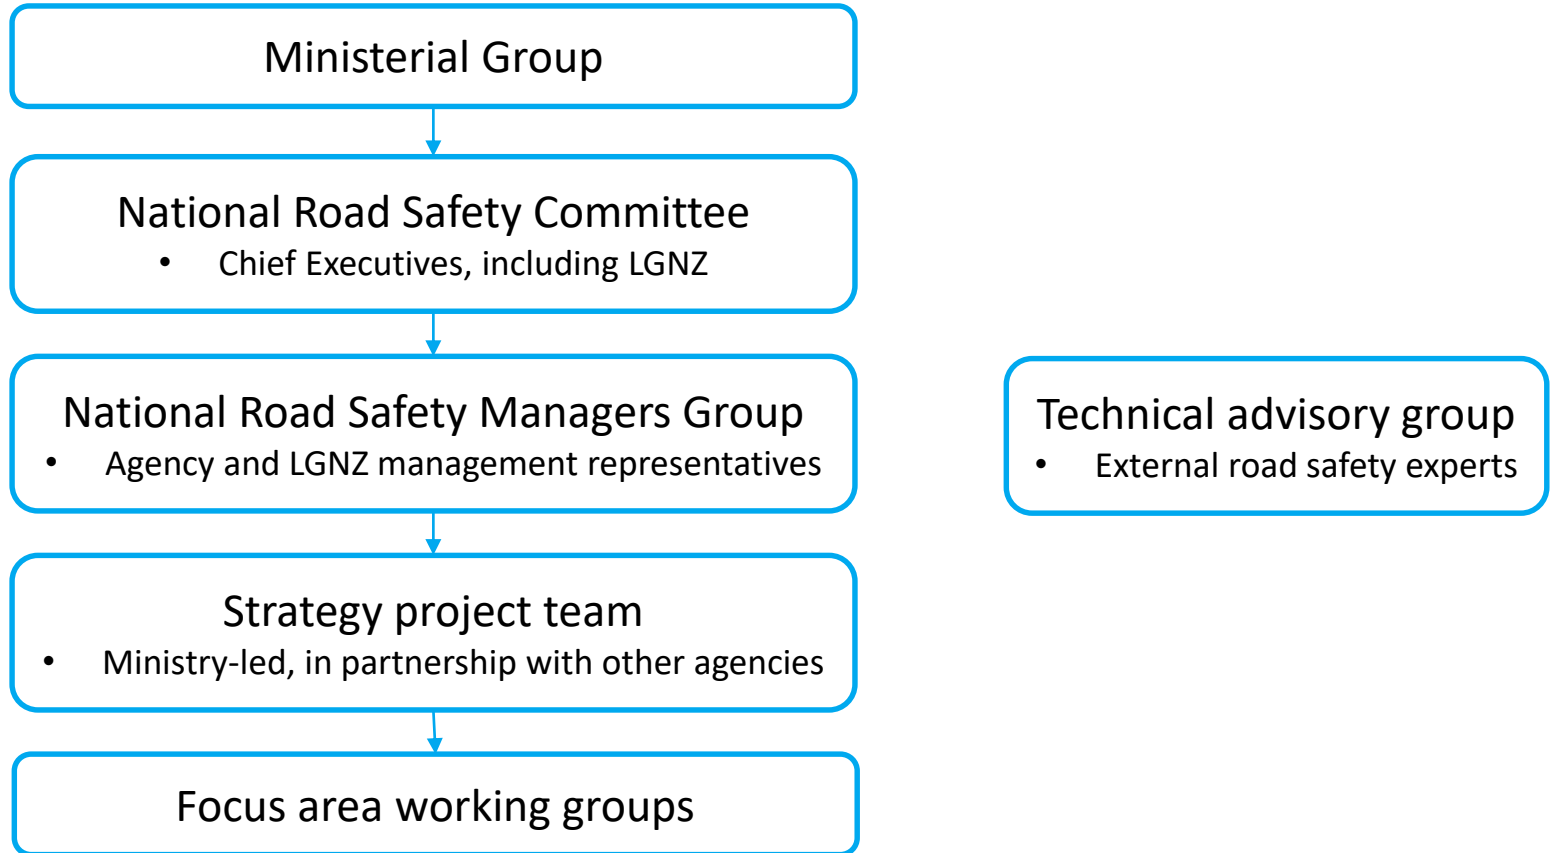 Ministerial Group
National Road Safety Committee
• Chief Executives, including LGNZ
National Road Safety Managers Group
• Agency and LGNZ management representatives
Technical advisory group
• External road safety experts
Strategy project team
• Ministry-led, in partnership with other agencies
Focus area working groups